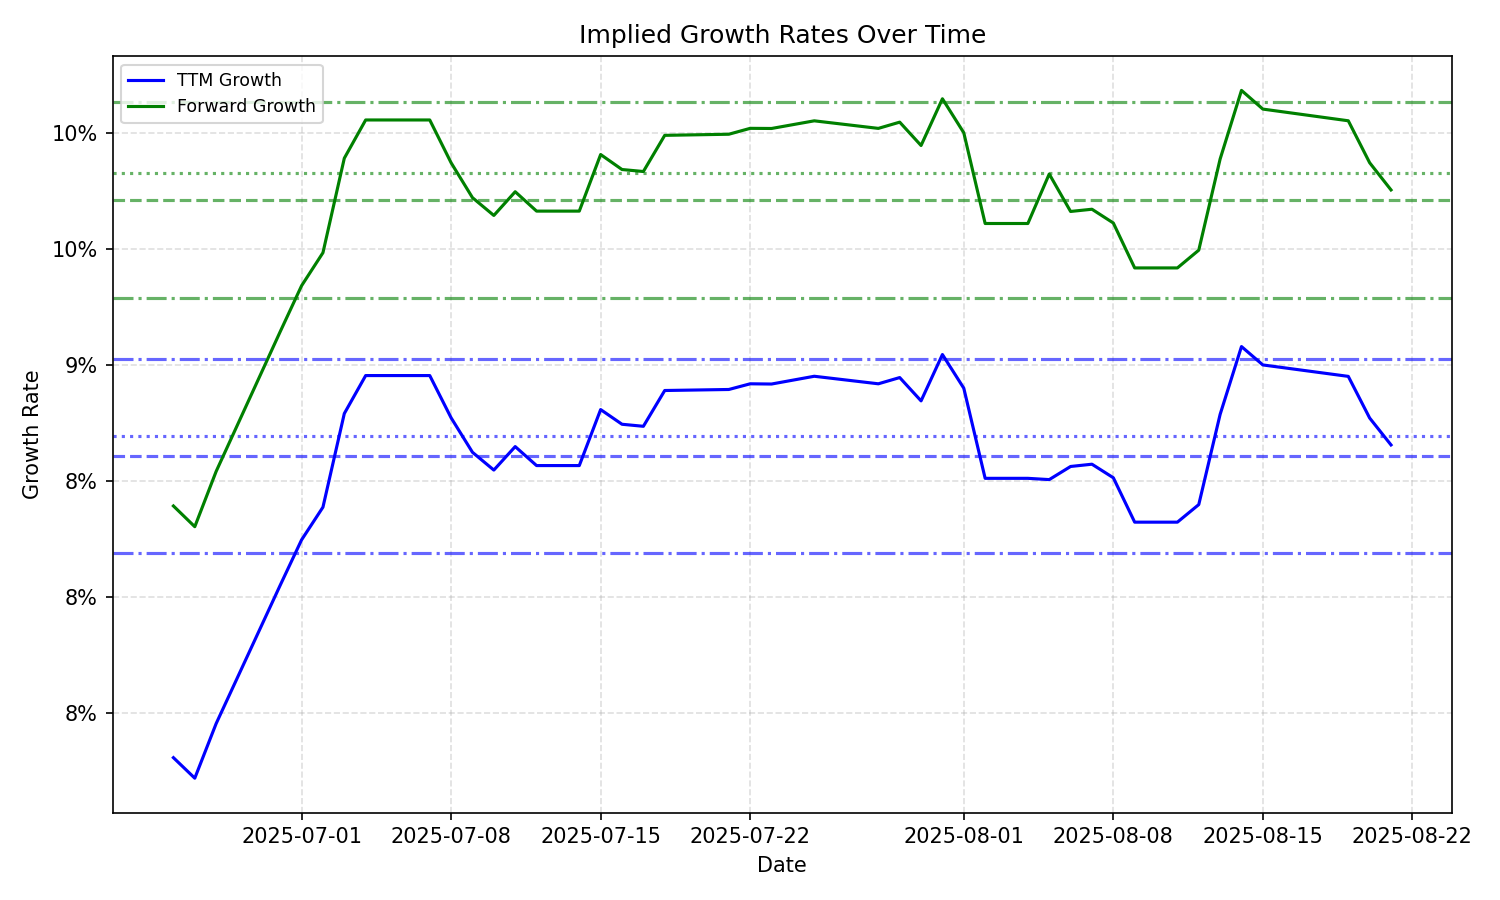 Implied Growth Rates Over Time
TTM Growth
Forward Growth
10%
10%
9%
8%
8%
8%
Growth Rate
2025-07-01 2025-07-08 2025-07-15 2025-07-22 2025-08-01 2025-08-08 2025-08-15 2025-08-22
Date